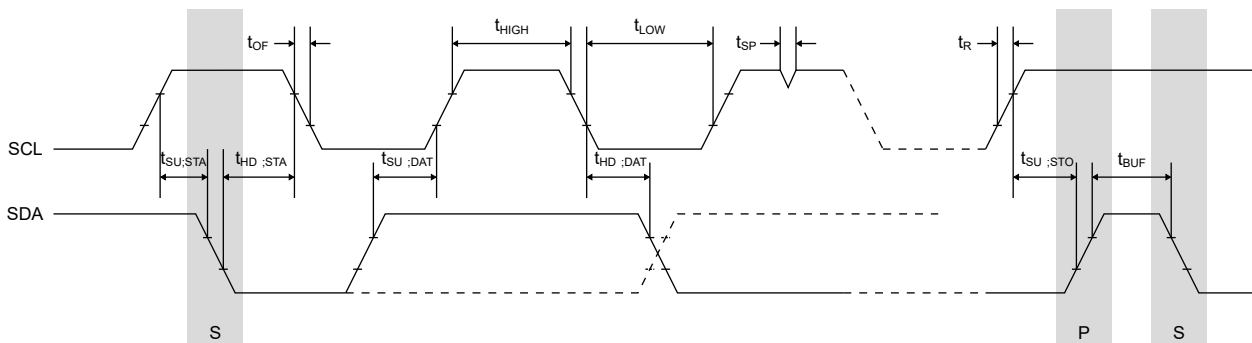 tOF
tHIGH
tLOW
tSP
tR
SCL
tSU;STA
tHD ;STA
tSU ;DAT
tHD ;DAT
tSU ;STO
tBUF
SDA
S
P
S